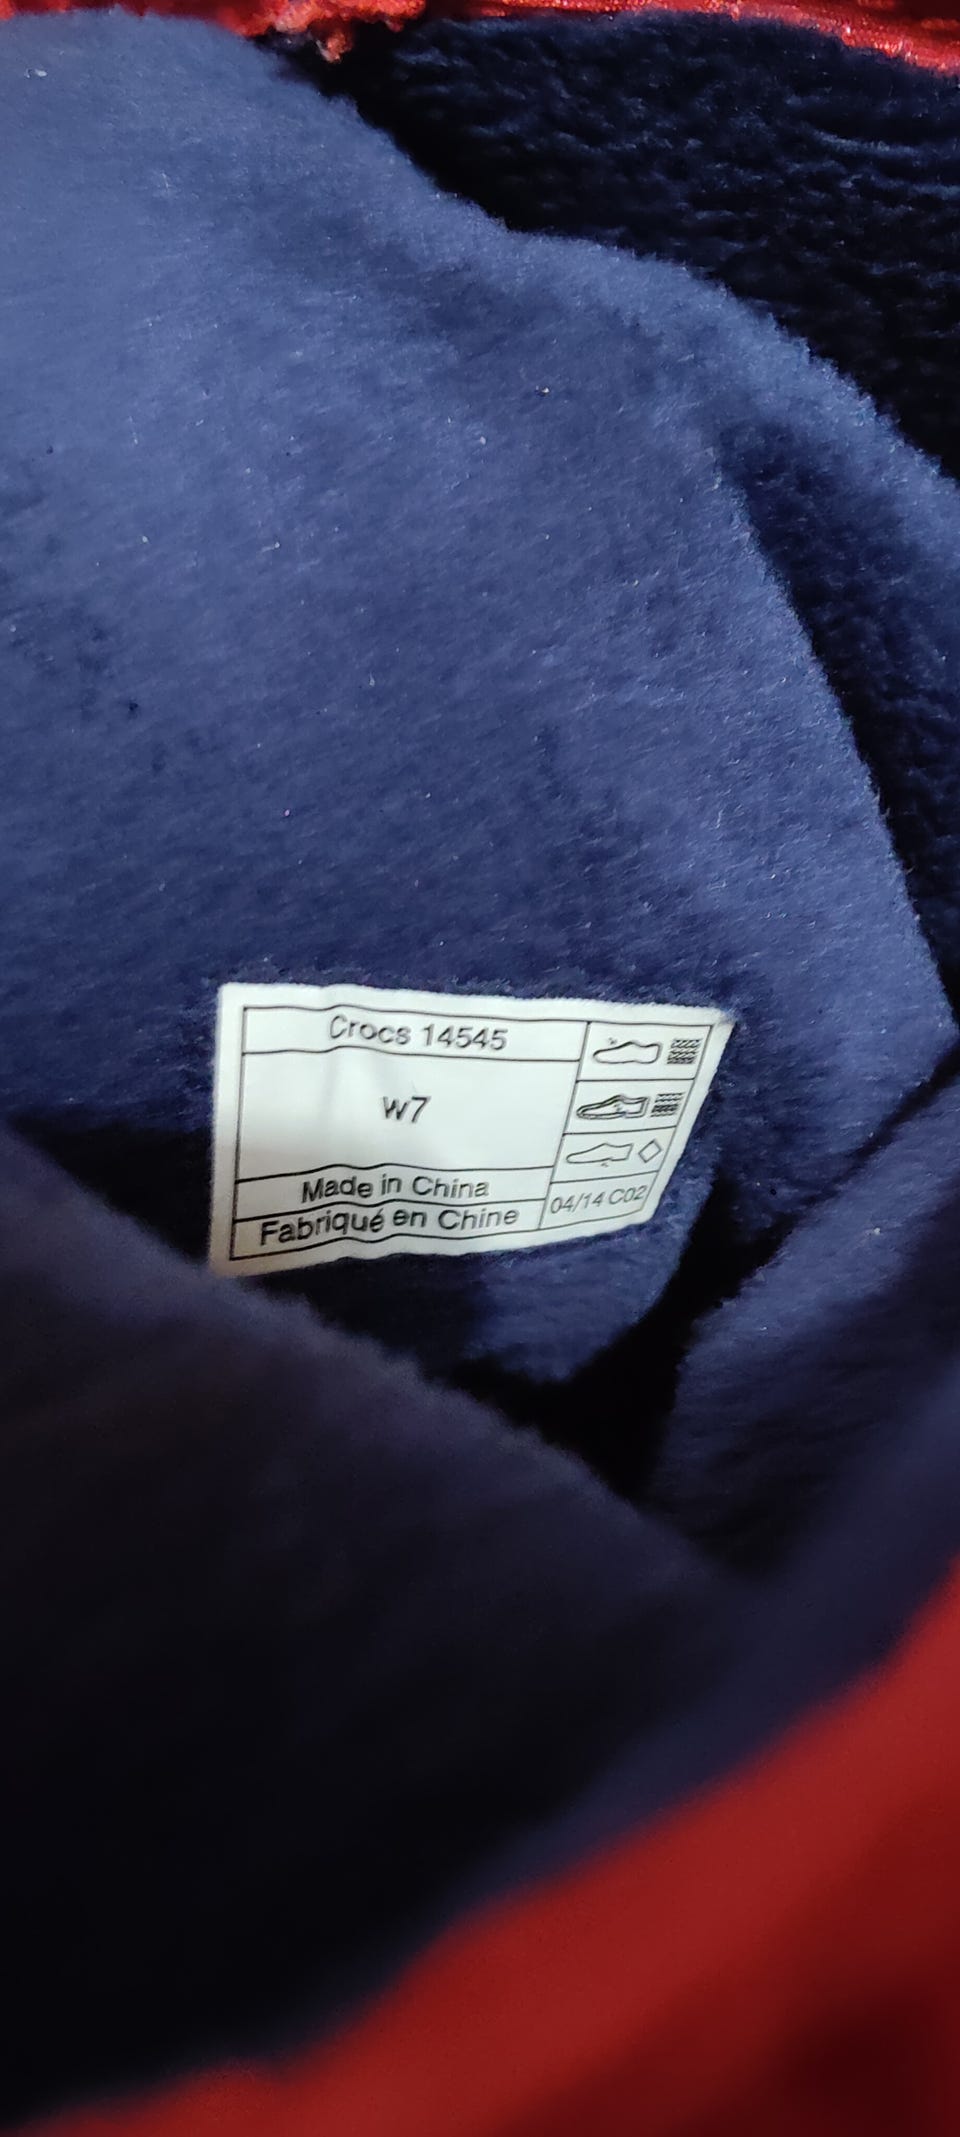 Crocs 14545
w7
Made in China
Fabriqué en Chine
04/14 C02